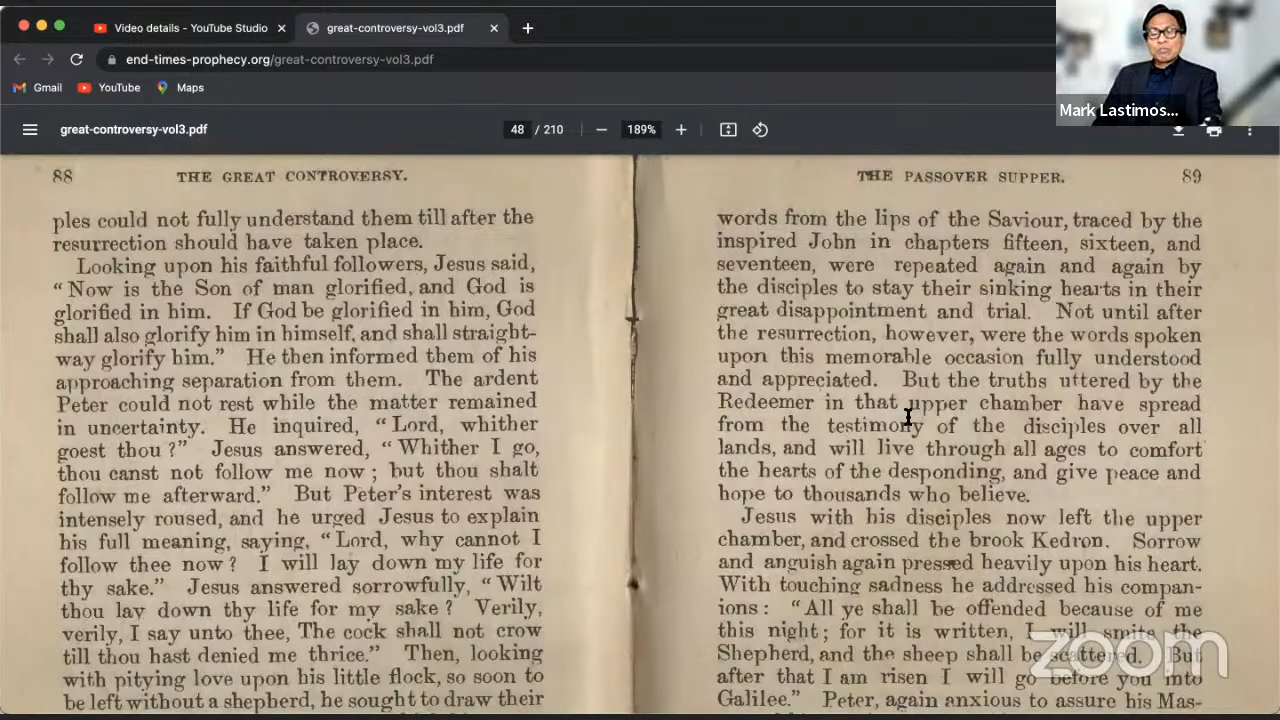 Video details - YouTube Studio
great-controversy-vol3.pdf
end-times-prophecy.org/great-controversy-vol3.pdf
Gmail
YouTube
Maps
Mark Lastimos...
great-controversy-vol3.pdf
48 / 210
189%
88
THE GREAT CONTROVERSY.
ples could not fully understand them till after the
resurrection should have taken place.
Looking upon his faithful followers, Jesus said,
“Now is the Son of man glorified, and God is
glorified in him. If God be glorified in him, God
shall also glorify him in himself, and shall straight-
way glorify him.” He then informed them of his
approaching separation from them. The ardent
Peter could not rest while the matter remained
in uncertainty. He inquired, “Lord, whither
goest thou?” Jesus answered, “Whither I go,
thou canst not follow me now; but thou shalt
follow me afterward.” But Peter's interest was
intensely roused, and he urged Jesus to explain
his full meaning, saying, “Lord, why cannot I
follow thee now? I will lay down my life for
thy sake.” Jesus answered sorrowfully, “Wilt
thou lay down thy life for my sake? Verily,
verily, I say unto thee, The cock shall not crow
till thou hast denied me thrice.” Then, looking
with pitying love upon his little flock, so soon to
be left without a shepherd, he sought to draw their
THE PASSOVER SUPPER.
89
words from the lips of the Saviour, traced by the
inspired John in chapters fifteen, sixteen, and
seventeen, were repeated again and again by
the disciples to stay their sinking hearts in their
great disappointment and trial. Not until after
the resurrection, however, were the words spoken
upon this memorable occasion fully understood
and appreciated. But the truths uttered by the
Redeemer in that upper chamber have spread
from the testimony of the disciples over all
lands, and will live through all ages to comfort
the hearts of the desponding, and give peace and
hope to thousands who believe.
Jesus with his disciples now left the upper
chamber, and crossed the brook Kedron. Sorrow
and anguish again pressed heavily upon his heart.
With touching sadness he addressed his compan-
ions: “All ye shall be offended because of me
this night; for it is written, I will smite the
Shepherd, and the sheep shall be scattered. But
after that I am risen I will go before you into
Galilee.” Peter, again anxious to assure his Mas-
zoom